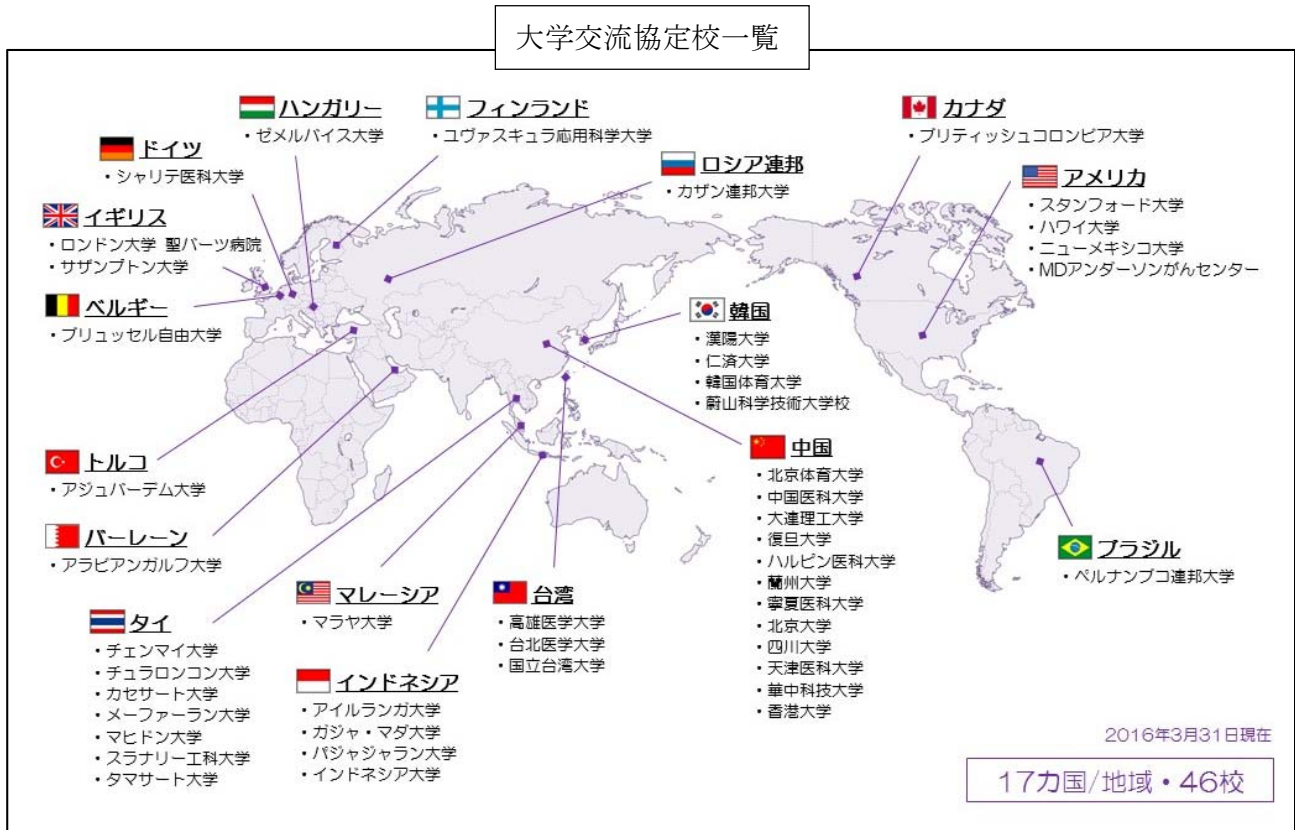 大学交流協定校一覧
ハンガリー
・ゼメルバイス大学
フィンランド
・ユヴァスキュラ応用科学大学
カナダ
・ブリティッシュコロンビア大学
ドイツ
・シャリテ医科大学
ロシア連邦
・カザン連邦大学
アメリカ
・スタンフォード大学
・ハワイ大学
・ニューメキシコ大学
・MDアンダーソンがんセンター
イギリス
・ロンドン大学 聖バーツ病院
・サザンプトン大学
ベルギー
・ブリュッセル自由大学
韓国
・漢陽大学
・仁済大学
・韓国体育大学
・蔚山科学技術大学校
トルコ
・アジュバーデム大学
中国
・北京体育大学
・中国医科大学
・大連理工大学
・復旦大学
・ハルピン医科大学
・蘭州大学
・寧夏医科大学
・北京大学
・四川大学
・天津医科大学
・華中科技大学
・香港大学
バーレーン
・アラビアンガルフ大学
ブラジル
・ペルナンブコ連邦大学
マレーシア
・マラヤ大学
台湾
・高雄医学大学
・台北医学大学
・国立台湾大学
タイ
・チェンマイ大学
・チュラロンコン大学
・カセサート大学
・メーファーラン大学
・マヒドン大学
・スラナリー工科大学
・タマサート大学
インドネシア
・アイルランガ大学
・ガジャ・マダ大学
・パジャジャラン大学
・インドネシア大学
2016年3月31日現在
17カ国/地域・46校